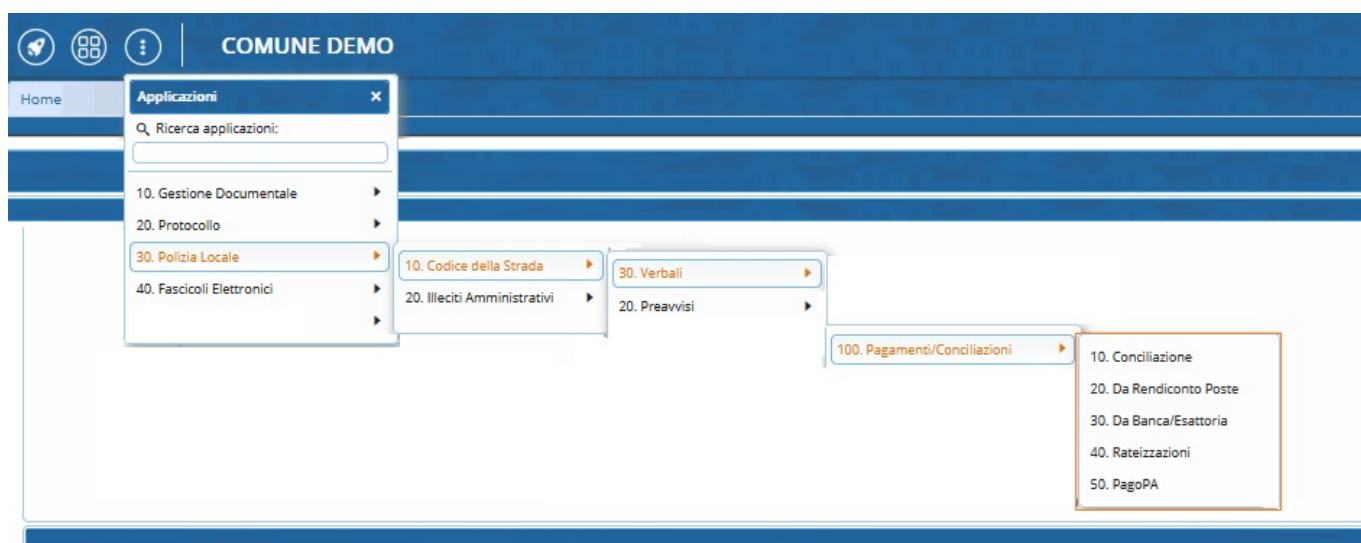 COMUNE DEMO
Home
Applicazioni
Ricerca applicazioni:
10. Gestione Documentale
20. Protocollo
30. Polizia Locale
40. Fascicoli Elettronici
10. Codice della Strada
20. Illeciti Amministrativi
30. Verbali
20. Preavvisi
100. Pagamenti/Conciliazioni
10. Conciliazione
20. Da Rendiconto Poste
30. Da Banca/Esattoria
40. Rateizzazioni
50. PagoPA